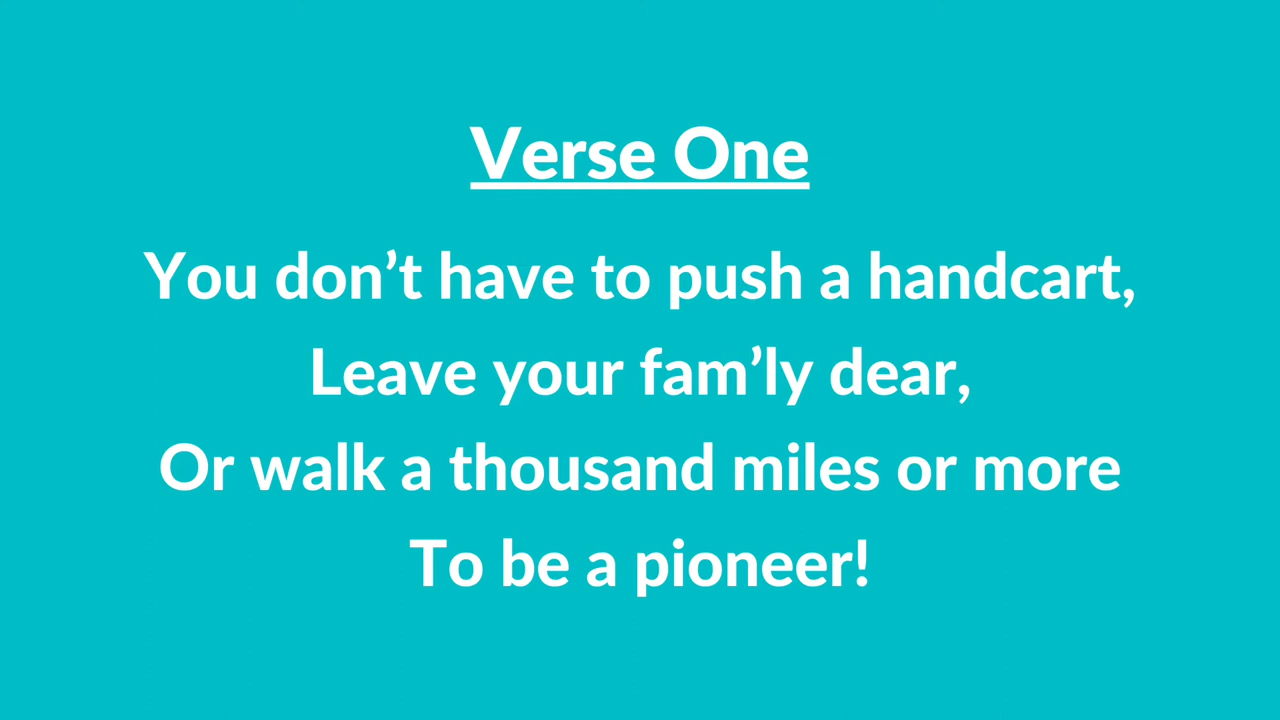 Verse One
You don’t have to push a handcart,
Leave your fam’ly dear,
Or walk a thousand miles or more
To be a pioneer!